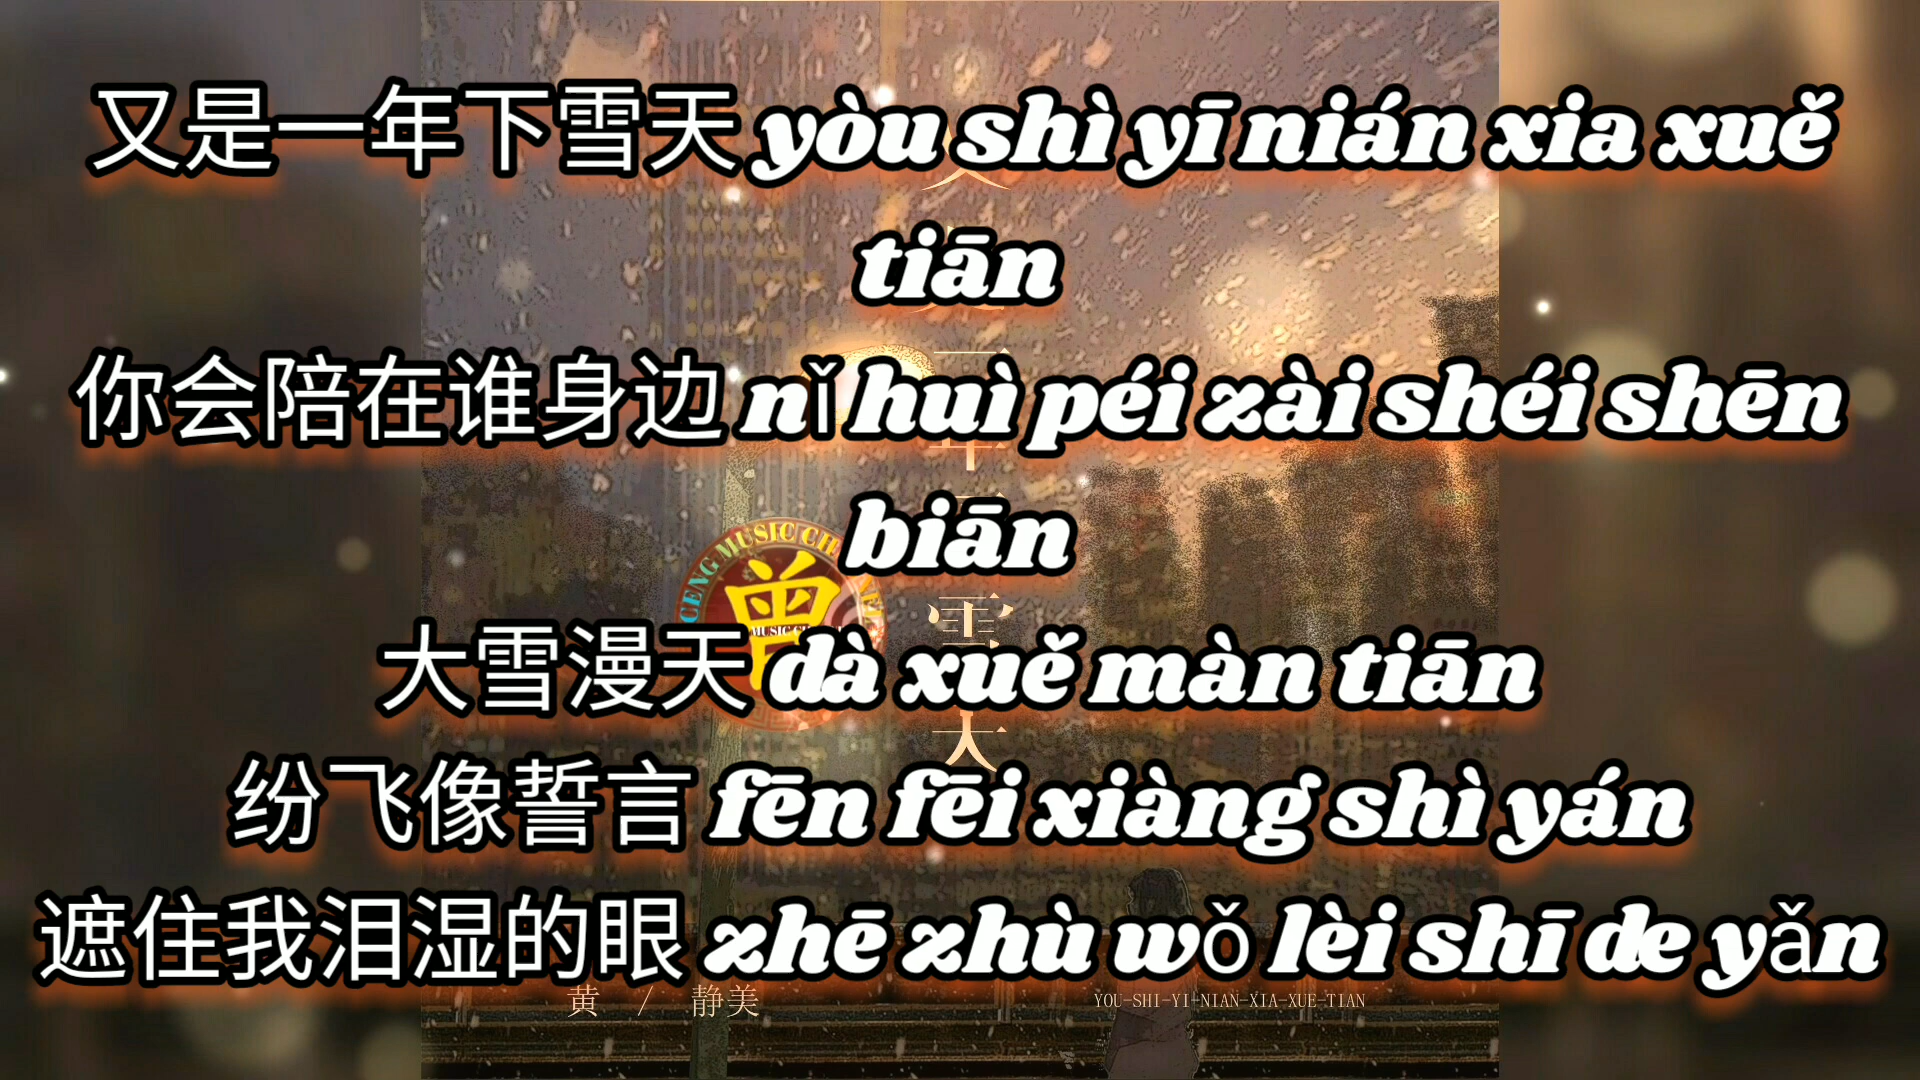 又是一年下雪天 yòu shì yī nián xia xuě
tiān
你会陪在谁身边 nǐ huì péi zài shéi shēn
biān
大雪漫天 dà xuě màn tiān
纷飞像誓言 fēn fēi xiàng shì yán
遮住我泪湿的眼 zhē zhù wǒ lèi shī de yǎn
CENG MUSIC
曾
黄 / 静美
YOU-SHI-YI-NIAN-XIA-XUE-TIAN